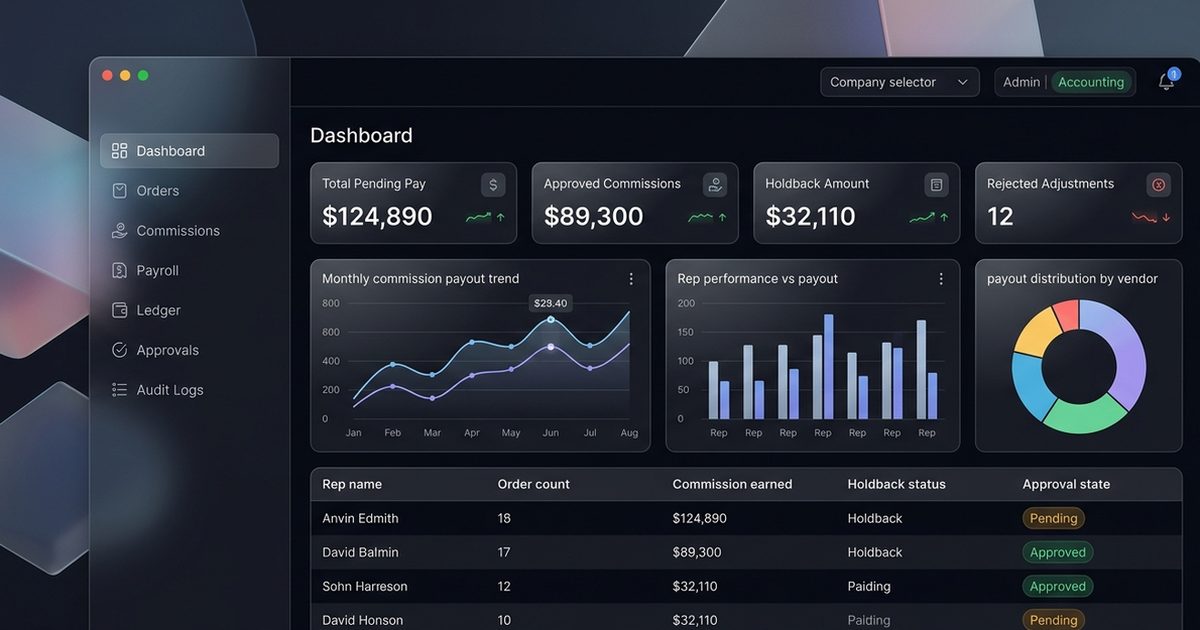 Company selector
Admin | Accounting
1
Dashboard
Orders
Commissions
Payroll
Ledger
Approvals
Audit Logs
Dashboard
Total Pending Pay
$
$124,890
Approved Commissions
$89,300
Holdback Amount
$32,110
Rejected Adjustments
12
Monthly commission payout trend
$29.40
800
800
400
200
0
Jan Feb Mar Apr May Jun Jul Aug
Rep performance vs payout
200
150
100
50
0
Rep Rep Rep Rep Rep Rep Rep
payout distribution by vendor
Rep name Order count Commission earned Holdback status Approval state
Anvin Edmith 18 $124,890 Holdback Pending
David Balmin 17 $89,300 Holdback Approved
Sohn Harreson 12 $32,110 Paiding Approved
David Honson 10 $32,110 Palding Pending